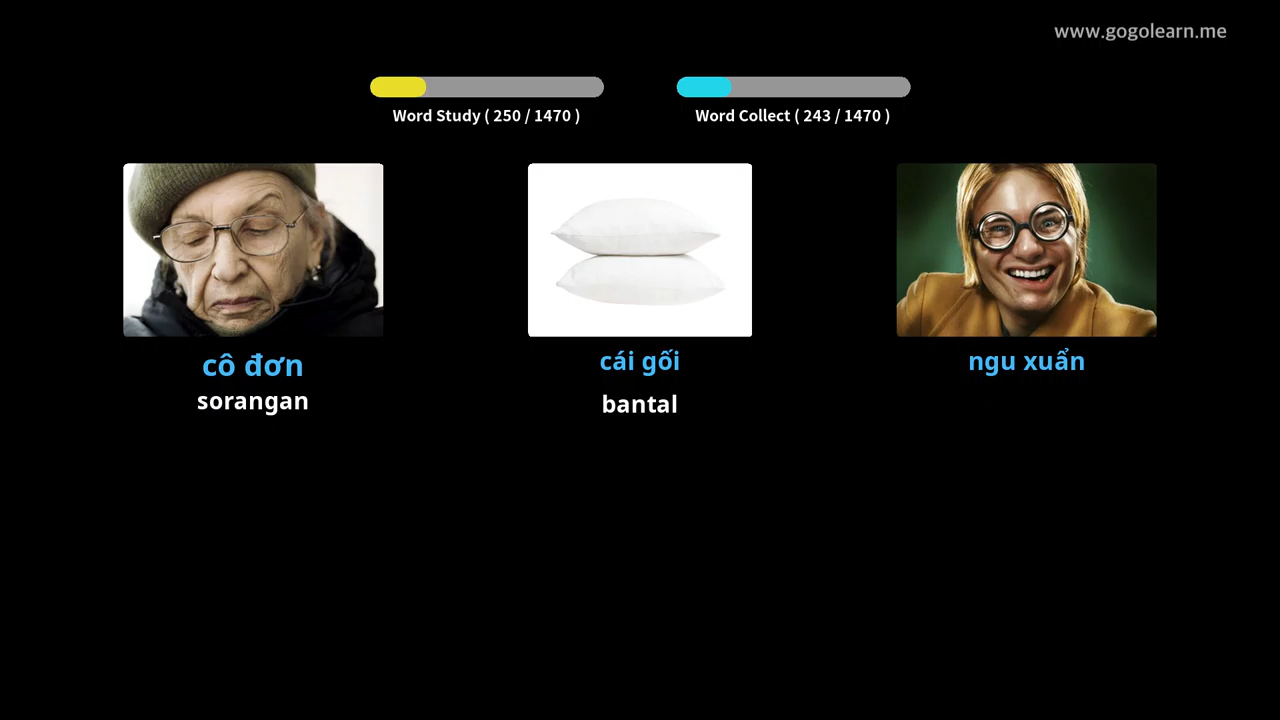 www.gogolearn.me
Word Study ( 250 / 1470 )
Word Collect ( 243 / 1470 )
cô đơn
sorangan
cái gối
bantal
ngu xuẩn